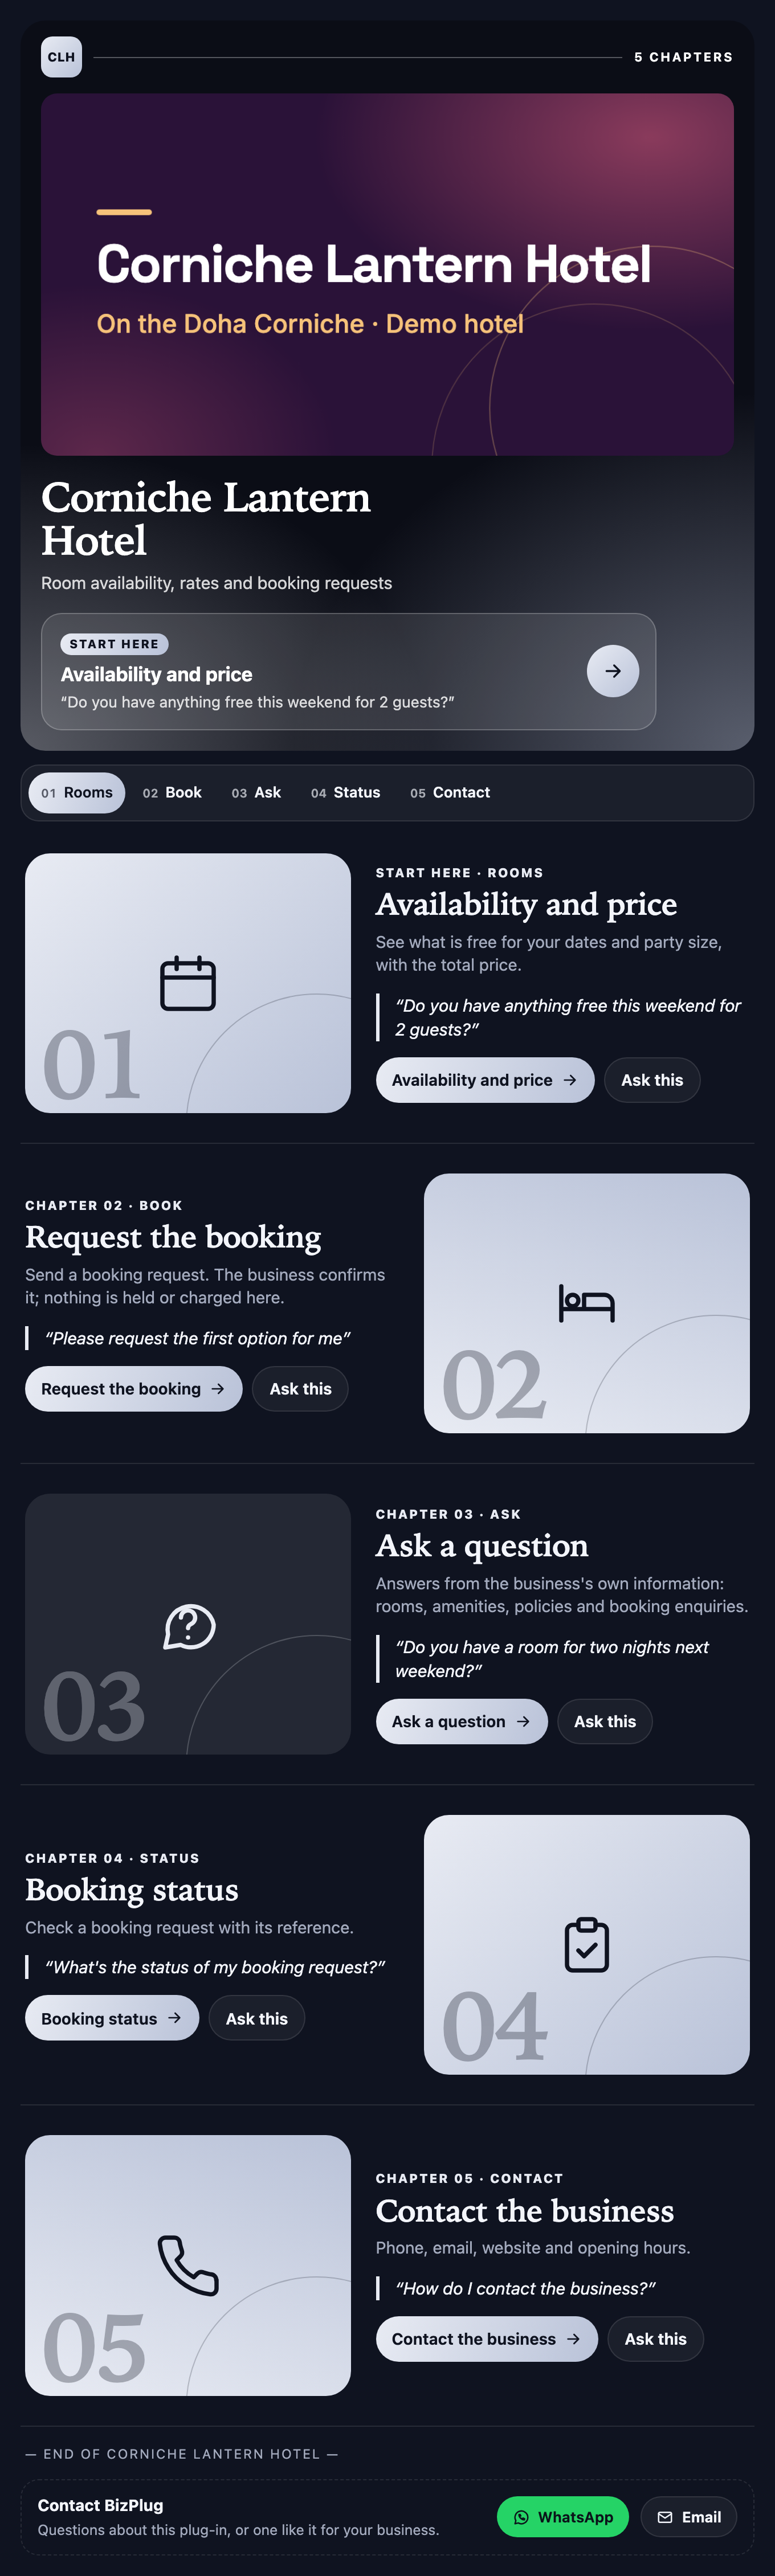 CLH
5 CHAPTERS
Corniche Lantern Hotel
On the Doha Corniche · Demo hotel
Corniche Lantern
Hotel
Room availability, rates and booking requests
START HERE
Availability and price
“Do you have anything free this weekend for 2 guests?”
01 Rooms
02 Book
03 Ask
04 Status
05 Contact
01
START HERE · ROOMS
Availability and price
See what is free for your dates and party size,
with the total price.
“Do you have anything free this weekend for
2 guests?”
Availability and price →
Ask this
CHAPTER 02 · BOOK
Request the booking
Send a booking request. The business confirms
it; nothing is held or charged here.
“Please request the first option for me”
Request the booking →
Ask this
02
03
CHAPTER 03 · ASK
Ask a question
Answers from the business's own information:
rooms, amenities, policies and booking enquiries.
“Do you have a room for two nights next
weekend?”
Ask a question →
Ask this
CHAPTER 04 · STATUS
Booking status
Check a booking request with its reference.
“What's the status of my booking request?”
Booking status →
Ask this
04
05
CHAPTER 05 · CONTACT
Contact the business
Phone, email, website and opening hours.
“How do I contact the business?”
Contact the business →
Ask this
— END OF CORNICHE LANTERN HOTEL —
Contact BizPlug
Questions about this plug-in, or one like it for your business.
WhatsApp
Email